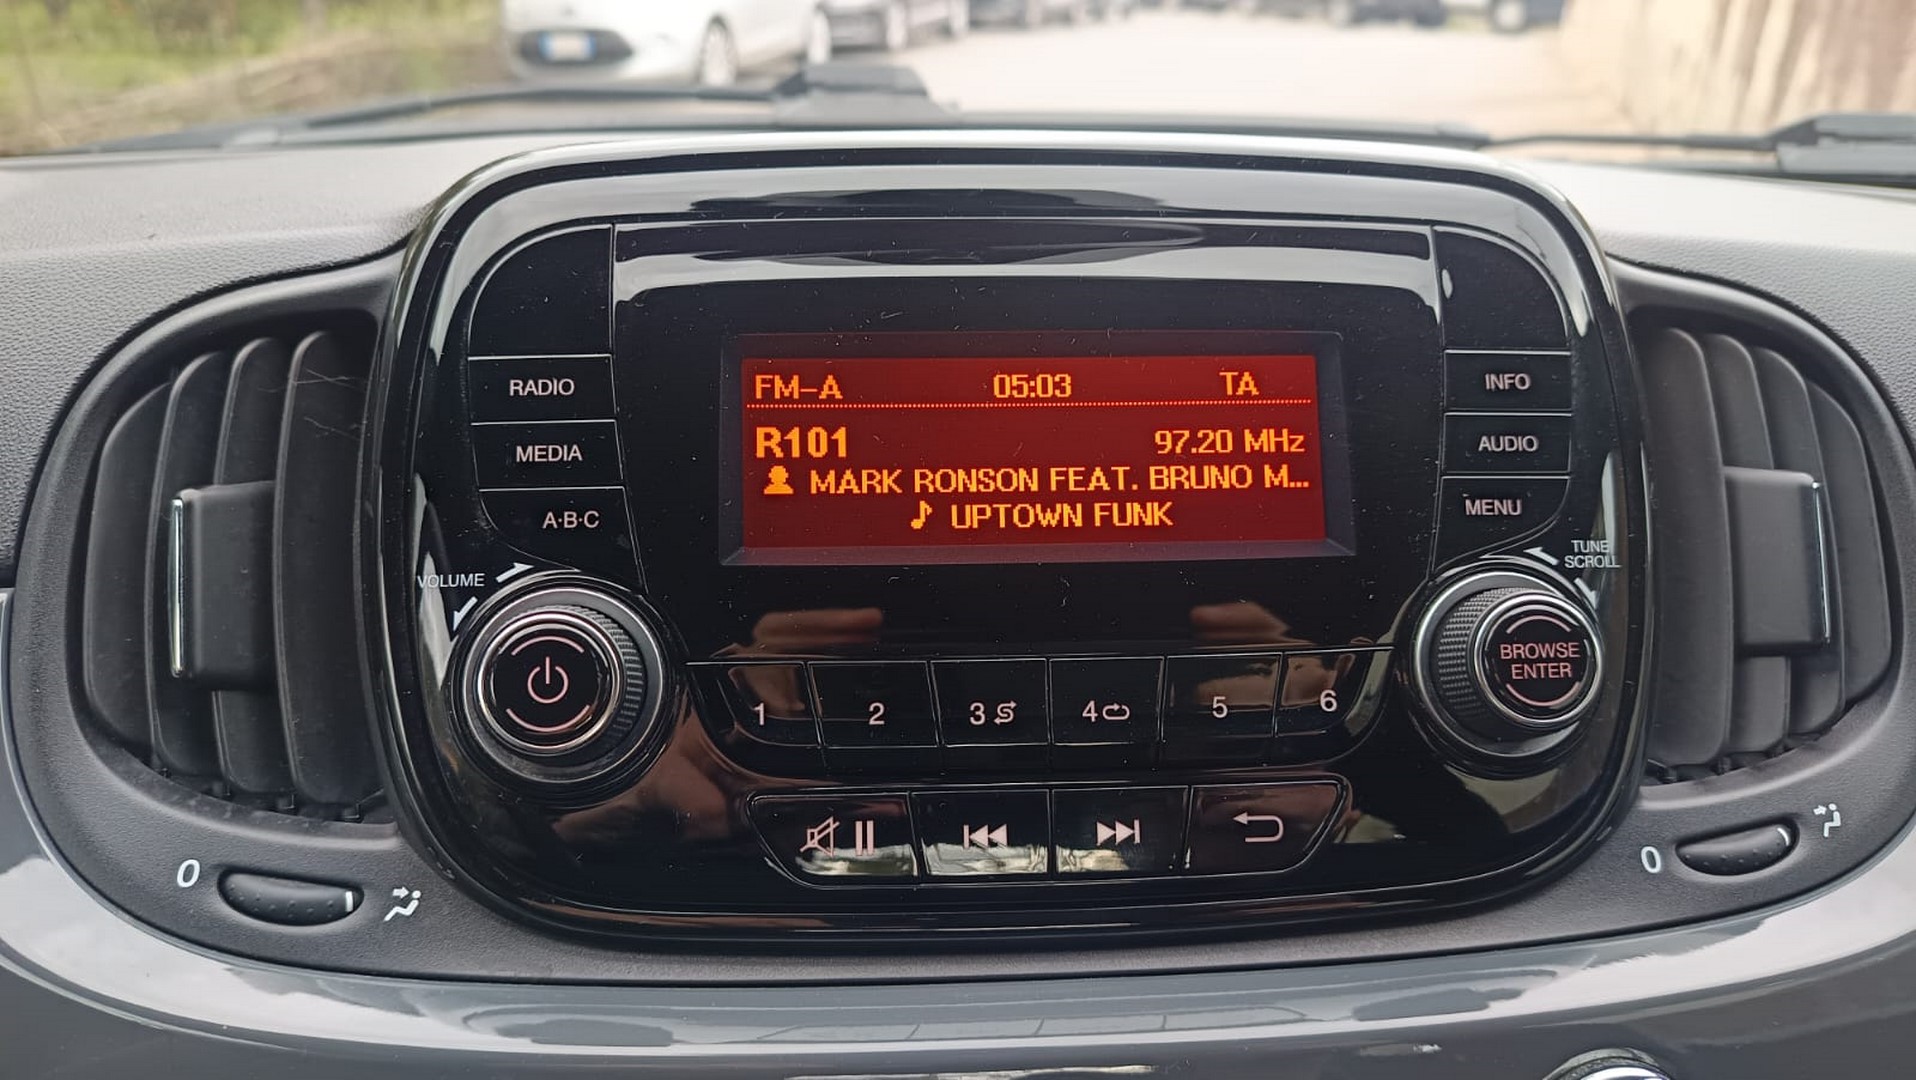 FM-A 05:03 TA
R101 97.20 MHz
MARK RONSON FEAT. BRUNO M...
UPTOWN FUNK
RADIO
MEDIA
A·B·C
INFO
AUDIO
MENU
VOLUME
TUNE
SCROLL
BROWSE
ENTER
1 2 3 4 5 6
0
0